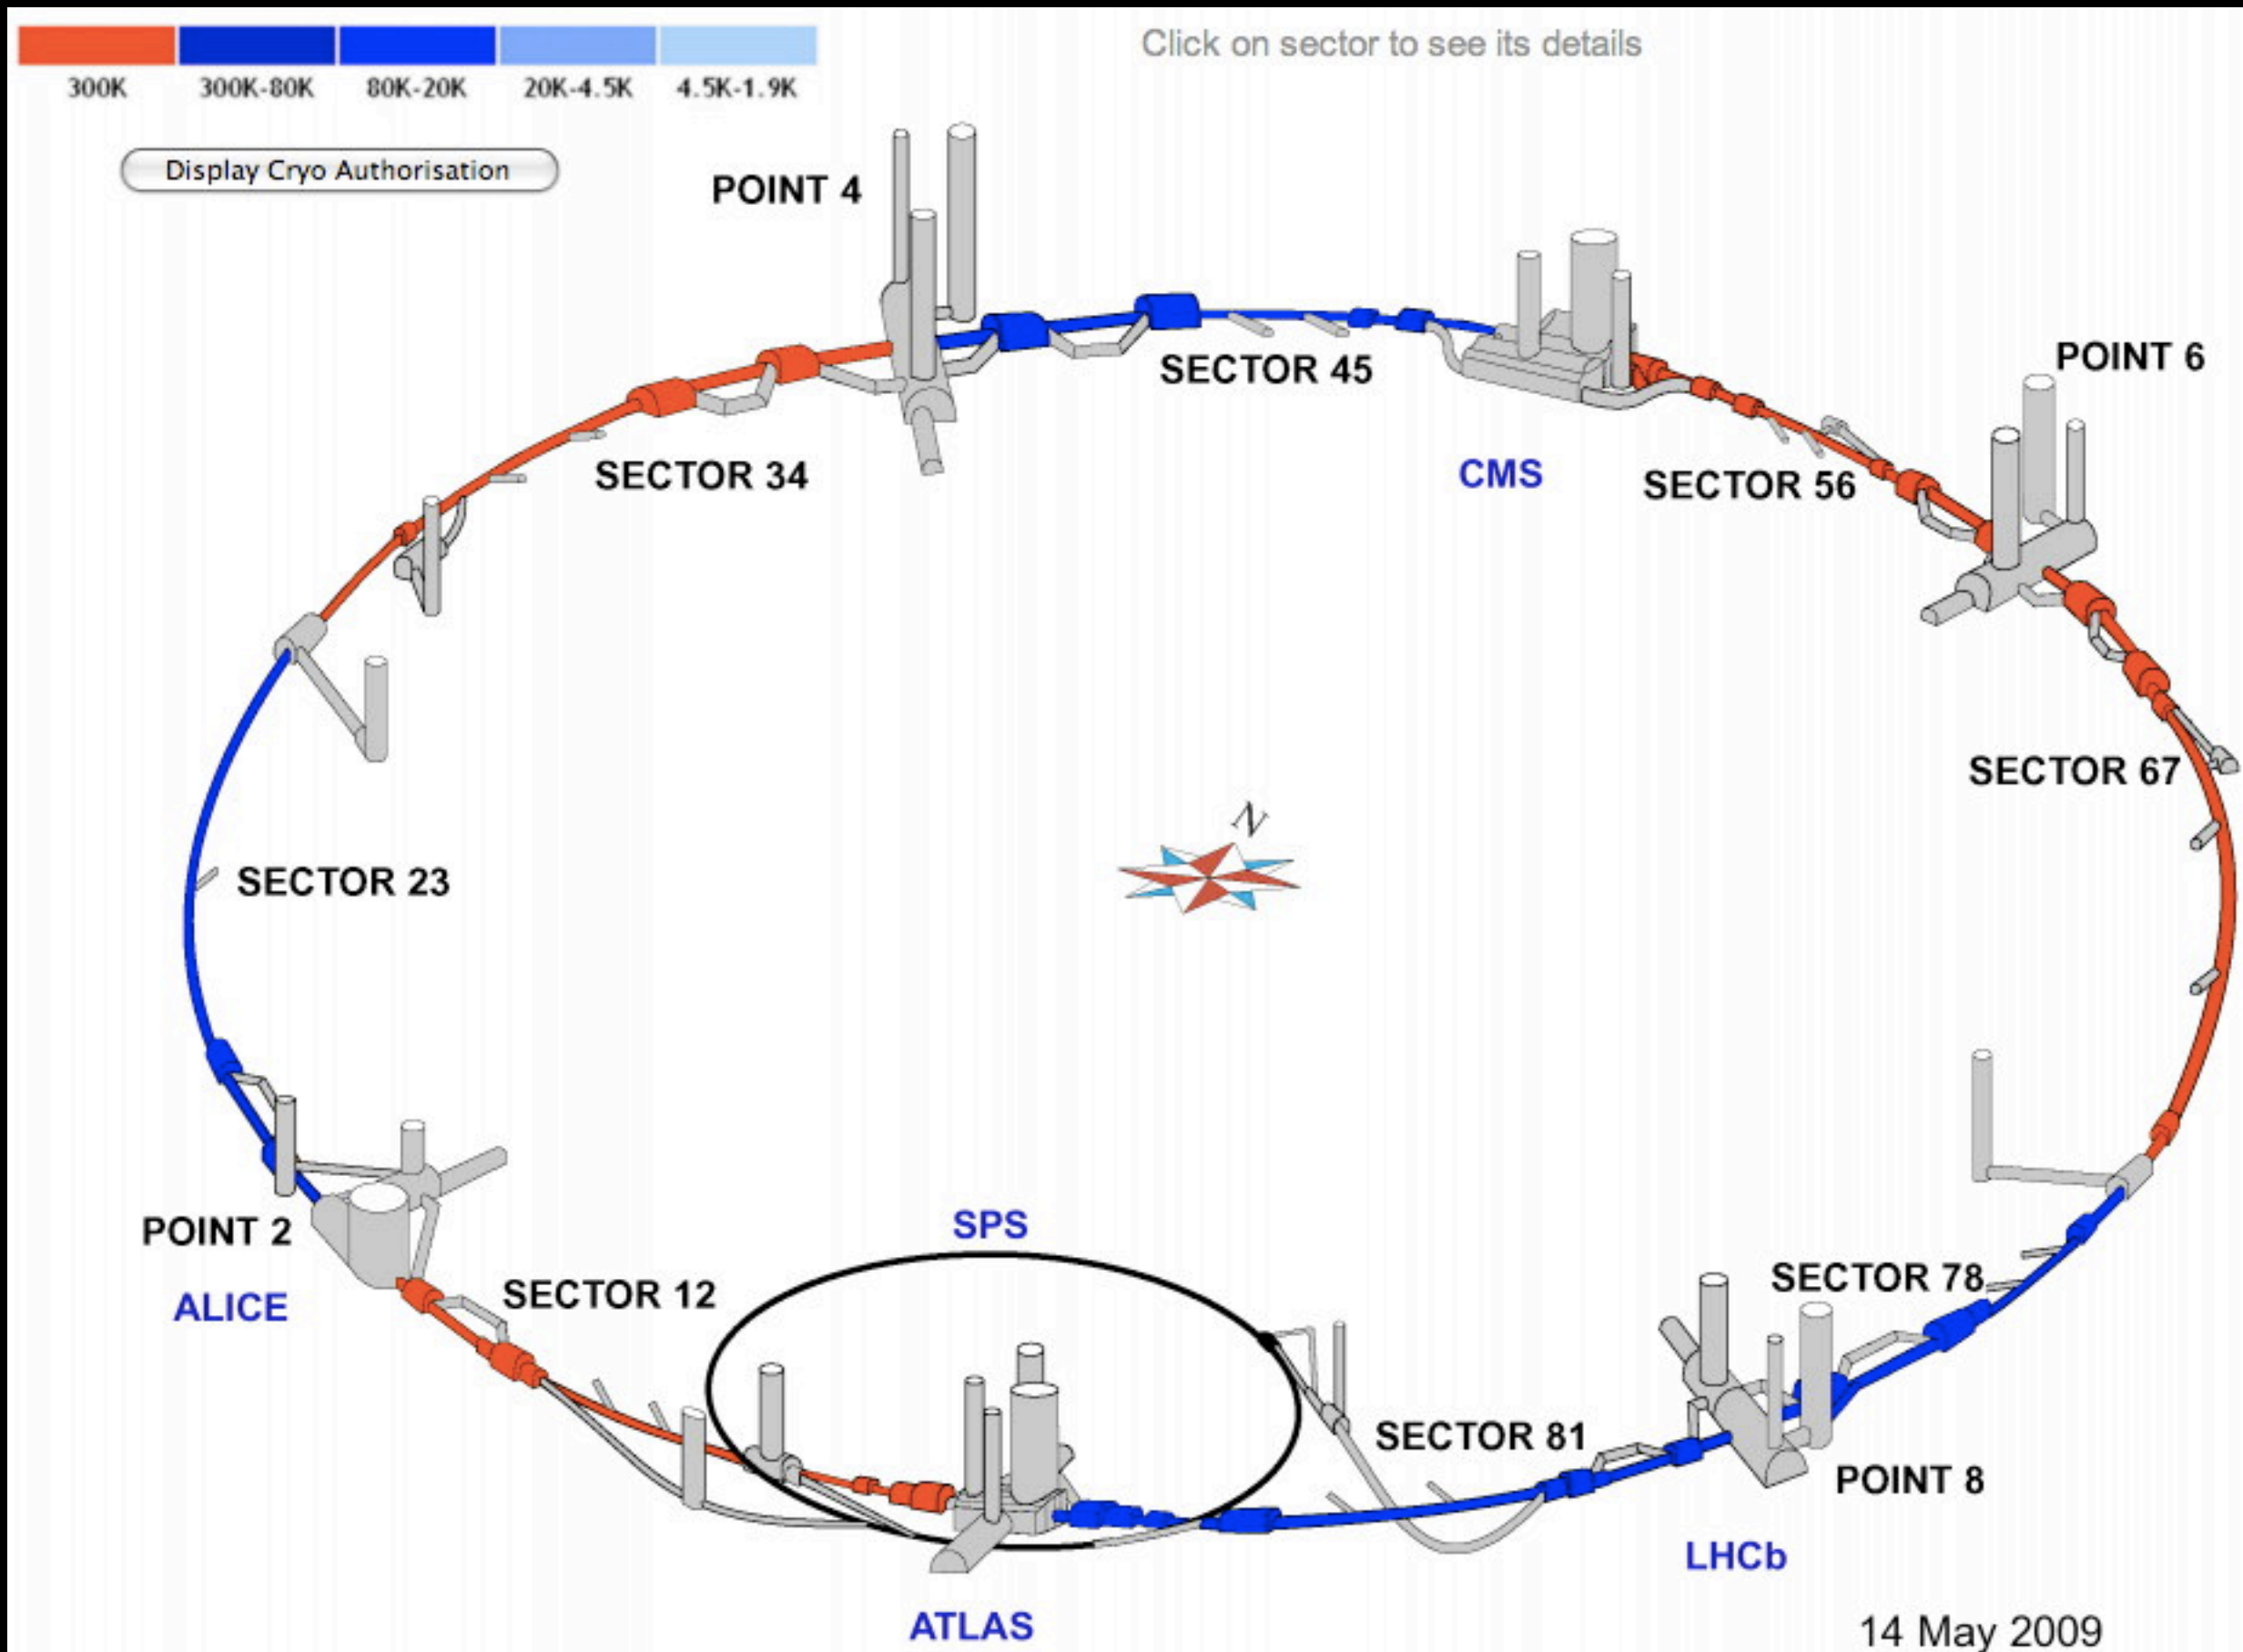 Click on sector to see its details
300K 300K-80K 80K-20K 20K-4.5K 4.5K-1.9K
Display Cryo Authorisation
POINT 4
POINT 6
SECTOR 45
SECTOR 34
CMS
SECTOR 56
SECTOR 67
N
SECTOR 23
POINT 2
SPS
SECTOR 78
SECTOR 12
ALICE
SECTOR 81
POINT 8
LHCb
ATLAS
14 May 2009